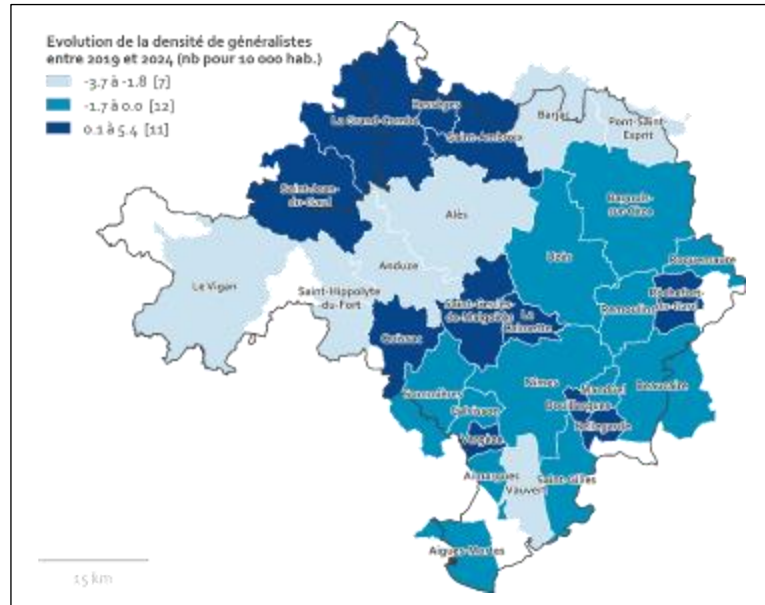 Evolution de la densité de généralistes
entre 2019 et 2024 (nb pour 10 000 hab.)
-3.7 à -1.8 [7]
-1.7 à 0.0 [12]
0.1 à 5.4 [11]
Bessèges
La Grand-Combe
Saint-Ambroix
Barjac
Pont-Saint-
Esprit
Saint-Jean-
du-Gard
Alès
Bagnols-
sur-Cèze
Uzès
Roquemaure
Anduze
Le Vigan
Saint-Hippolyte
-du-Fort
Rochefort-
du-Gard
Saint-Geniès-
de-Malgoirès
La
Calmette
Remoulins
Quissac
Nîmes
Sommières
Manduel
Beaucaire
Calvisson
Bouillargues
Bellegarde
Vergèze
Aimargues
Vauvert
Saint-Gilles
Aigues-Mortes
15 km